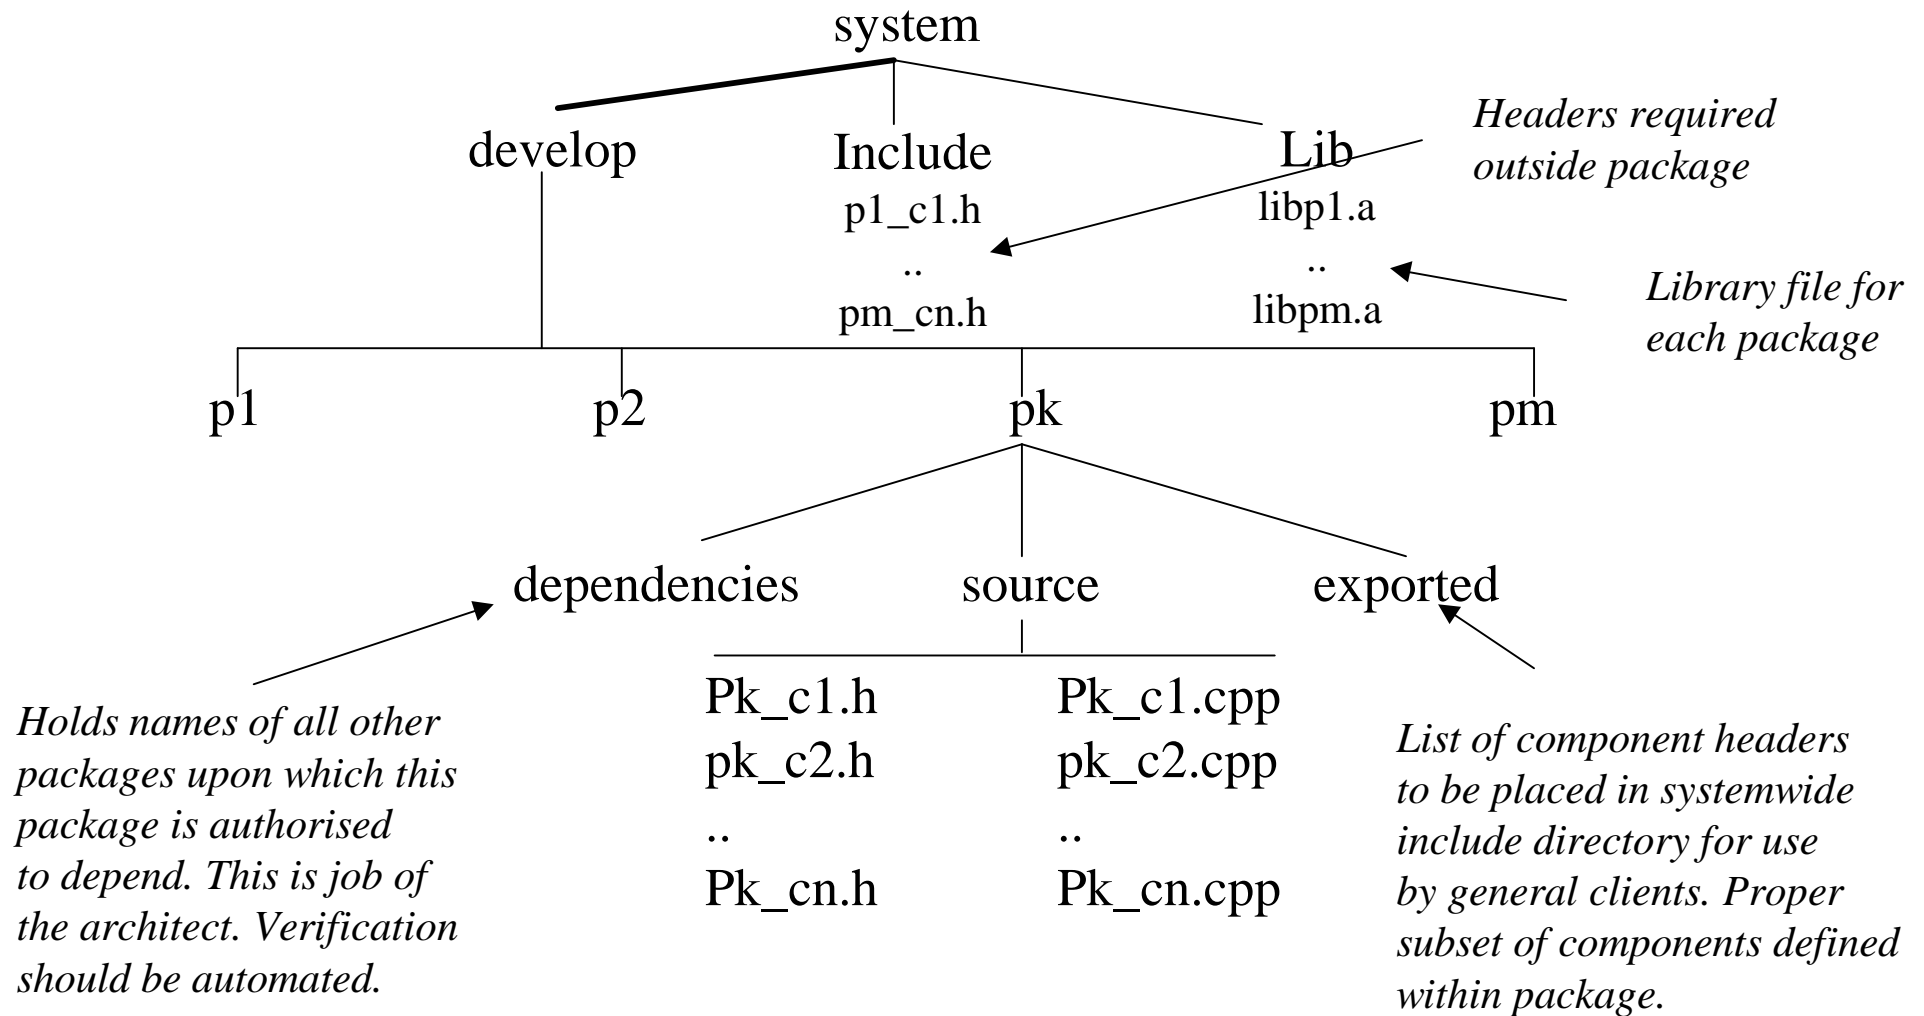 system
develop
Include
Lib
Headers required
outside package
p1_c1.h
..
pm_cn.h
libp1.a
..
libpm.a
Library file for
each package
p1
p2
pk
pm
dependencies
source
exported
Holds names of all other
packages upon which this
package is authorised
to depend. This is job of
the architect. Verification
should be automated.
Pk_c1.h
pk_c2.h
..
Pk_cn.h
Pk_c1.cpp
pk_c2.cpp
..
Pk_cn.cpp
List of component headers
to be placed in systemwide
include directory for use
by general clients. Proper
subset of components defined
within package.